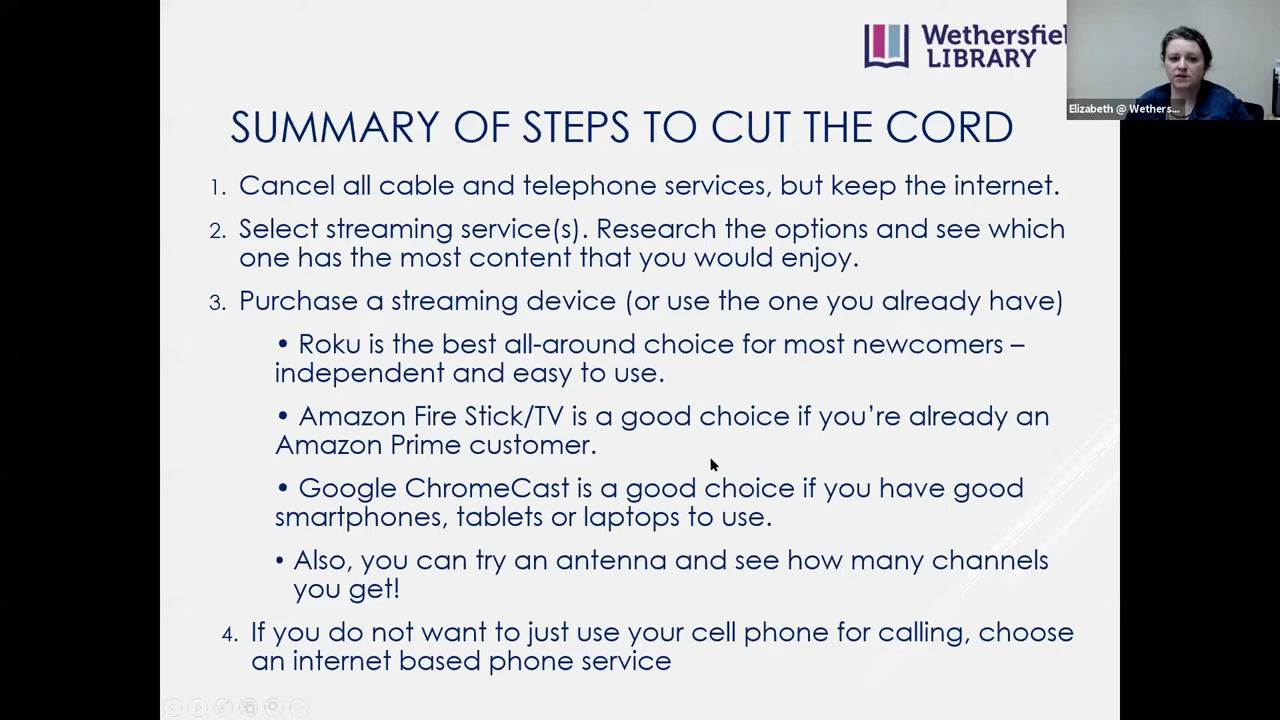 Wethersfiel
LIBRARY
Elizabeth @ Wethers...
SUMMARY OF STEPS TO CUT THE CORD
1. Cancel all cable and telephone services, but keep the internet.
2. Select streaming service(s). Research the options and see which
one has the most content that you would enjoy.
3. Purchase a streaming device (or use the one you already have)
• Roku is the best all-around choice for most newcomers –
independent and easy to use.
• Amazon Fire Stick/TV is a good choice if you’re already an
Amazon Prime customer.
• Google ChromeCast is a good choice if you have good
smartphones, tablets or laptops to use.
• Also, you can try an antenna and see how many channels
you get!
4. If you do not want to just use your cell phone for calling, choose
an internet based phone service